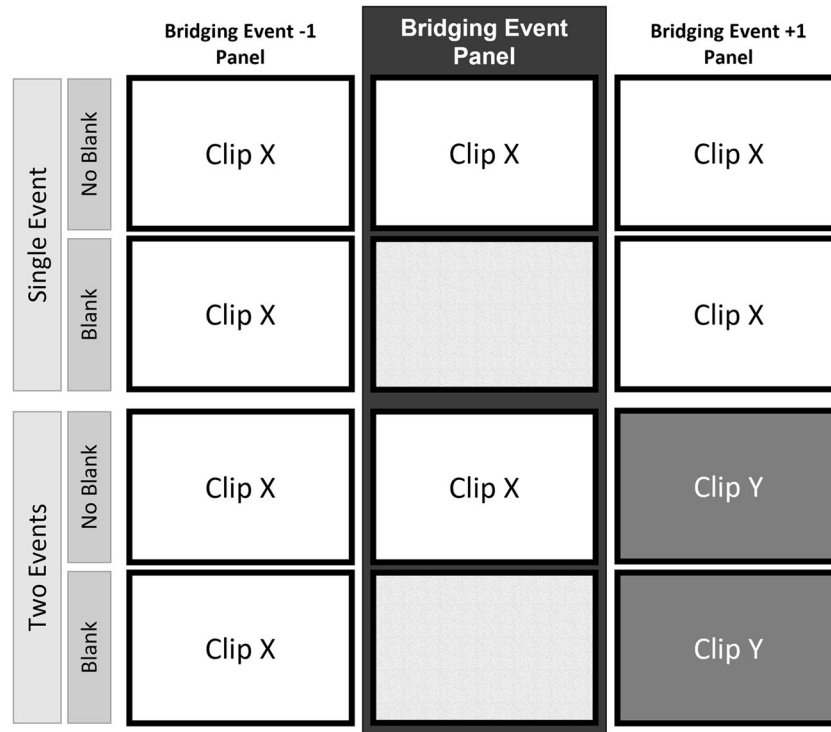 Bridging Event -1
Panel
Bridging Event
Panel
Bridging Event +1
Panel
Single Event
No Blank
Clip X
Clip X
Clip X
Blank
Clip X
Clip X
Two Events
No Blank
Clip X
Clip X
Clip Y
Blank
Clip X
Clip Y